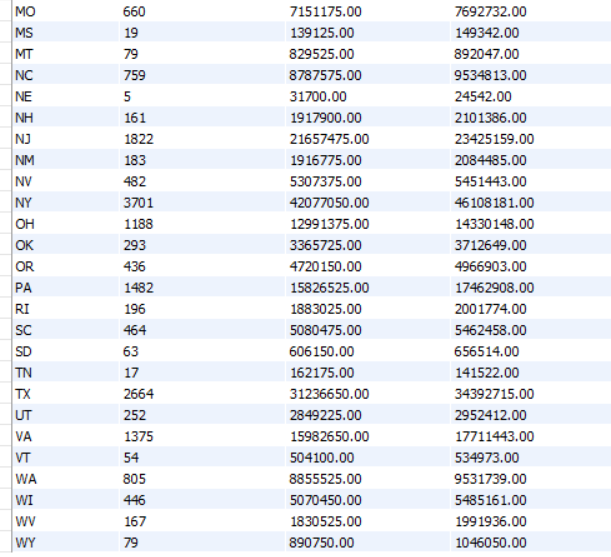 MO 660 7151175.00 7692732.00
MS 19 139125.00 149342.00
MT 79 829525.00 892047.00
NC 759 8787575.00 9534813.00
NE 5 31700.00 24542.00
NH 161 1917900.00 2101386.00
NJ 1822 21657475.00 23425159.00
NM 183 1916775.00 2084485.00
NV 482 5307375.00 5451443.00
NY 3701 42077050.00 46108181.00
OH 1188 12991375.00 14330148.00
OK 293 3365725.00 3712649.00
OR 436 4720150.00 4966903.00
PA 1482 15826525.00 17462908.00
RI 196 1883025.00 2001774.00
SC 464 5080475.00 5462458.00
SD 63 606150.00 656514.00
TN 17 162175.00 141522.00
TX 2664 31236650.00 34392715.00
UT 252 2849225.00 2952412.00
VA 1375 15982650.00 17711443.00
VT 54 504100.00 534973.00
WA 805 8855525.00 9531739.00
WI 446 5070450.00 5485161.00
WV 167 1830525.00 1991936.00
WY 79 890750.00 1046050.00